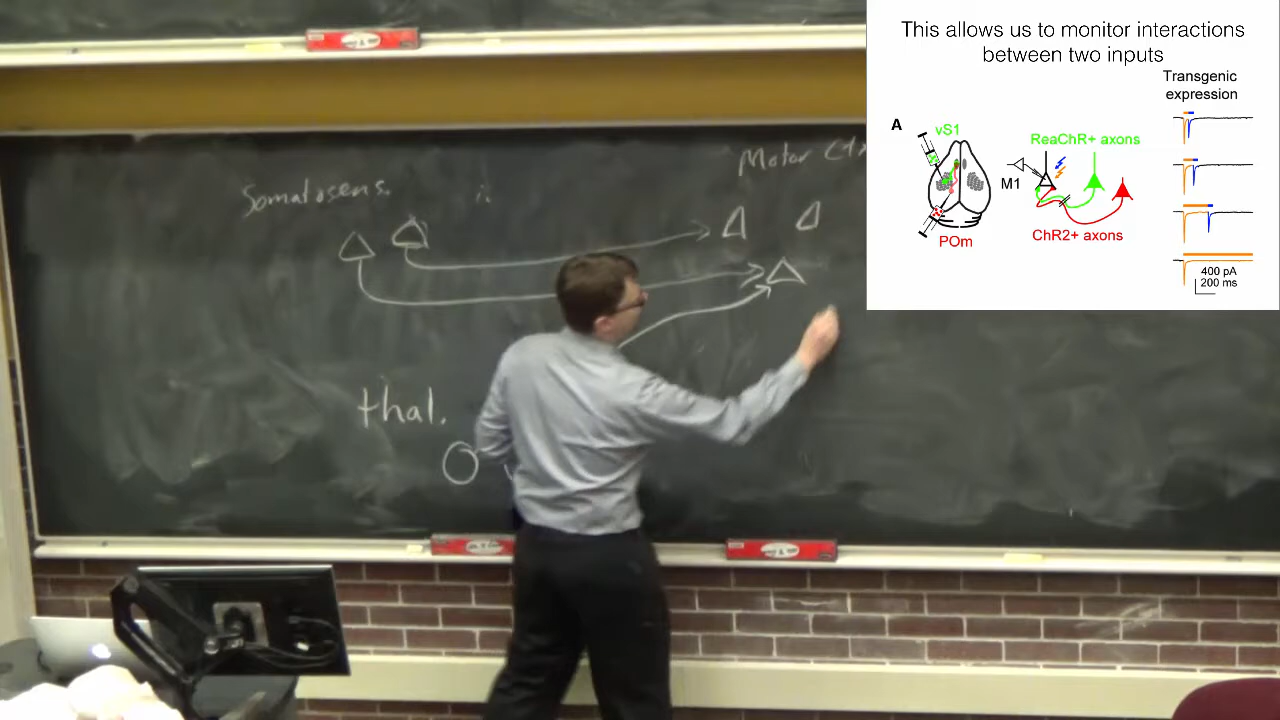 This allows us to monitor interactions
between two inputs
Transgenic
expression
A
vS1
ReaChR+ axons
M1
POm
ChR2+ axons
400 pA
200 ms
Somatosens.
Motor Ctx
thal.